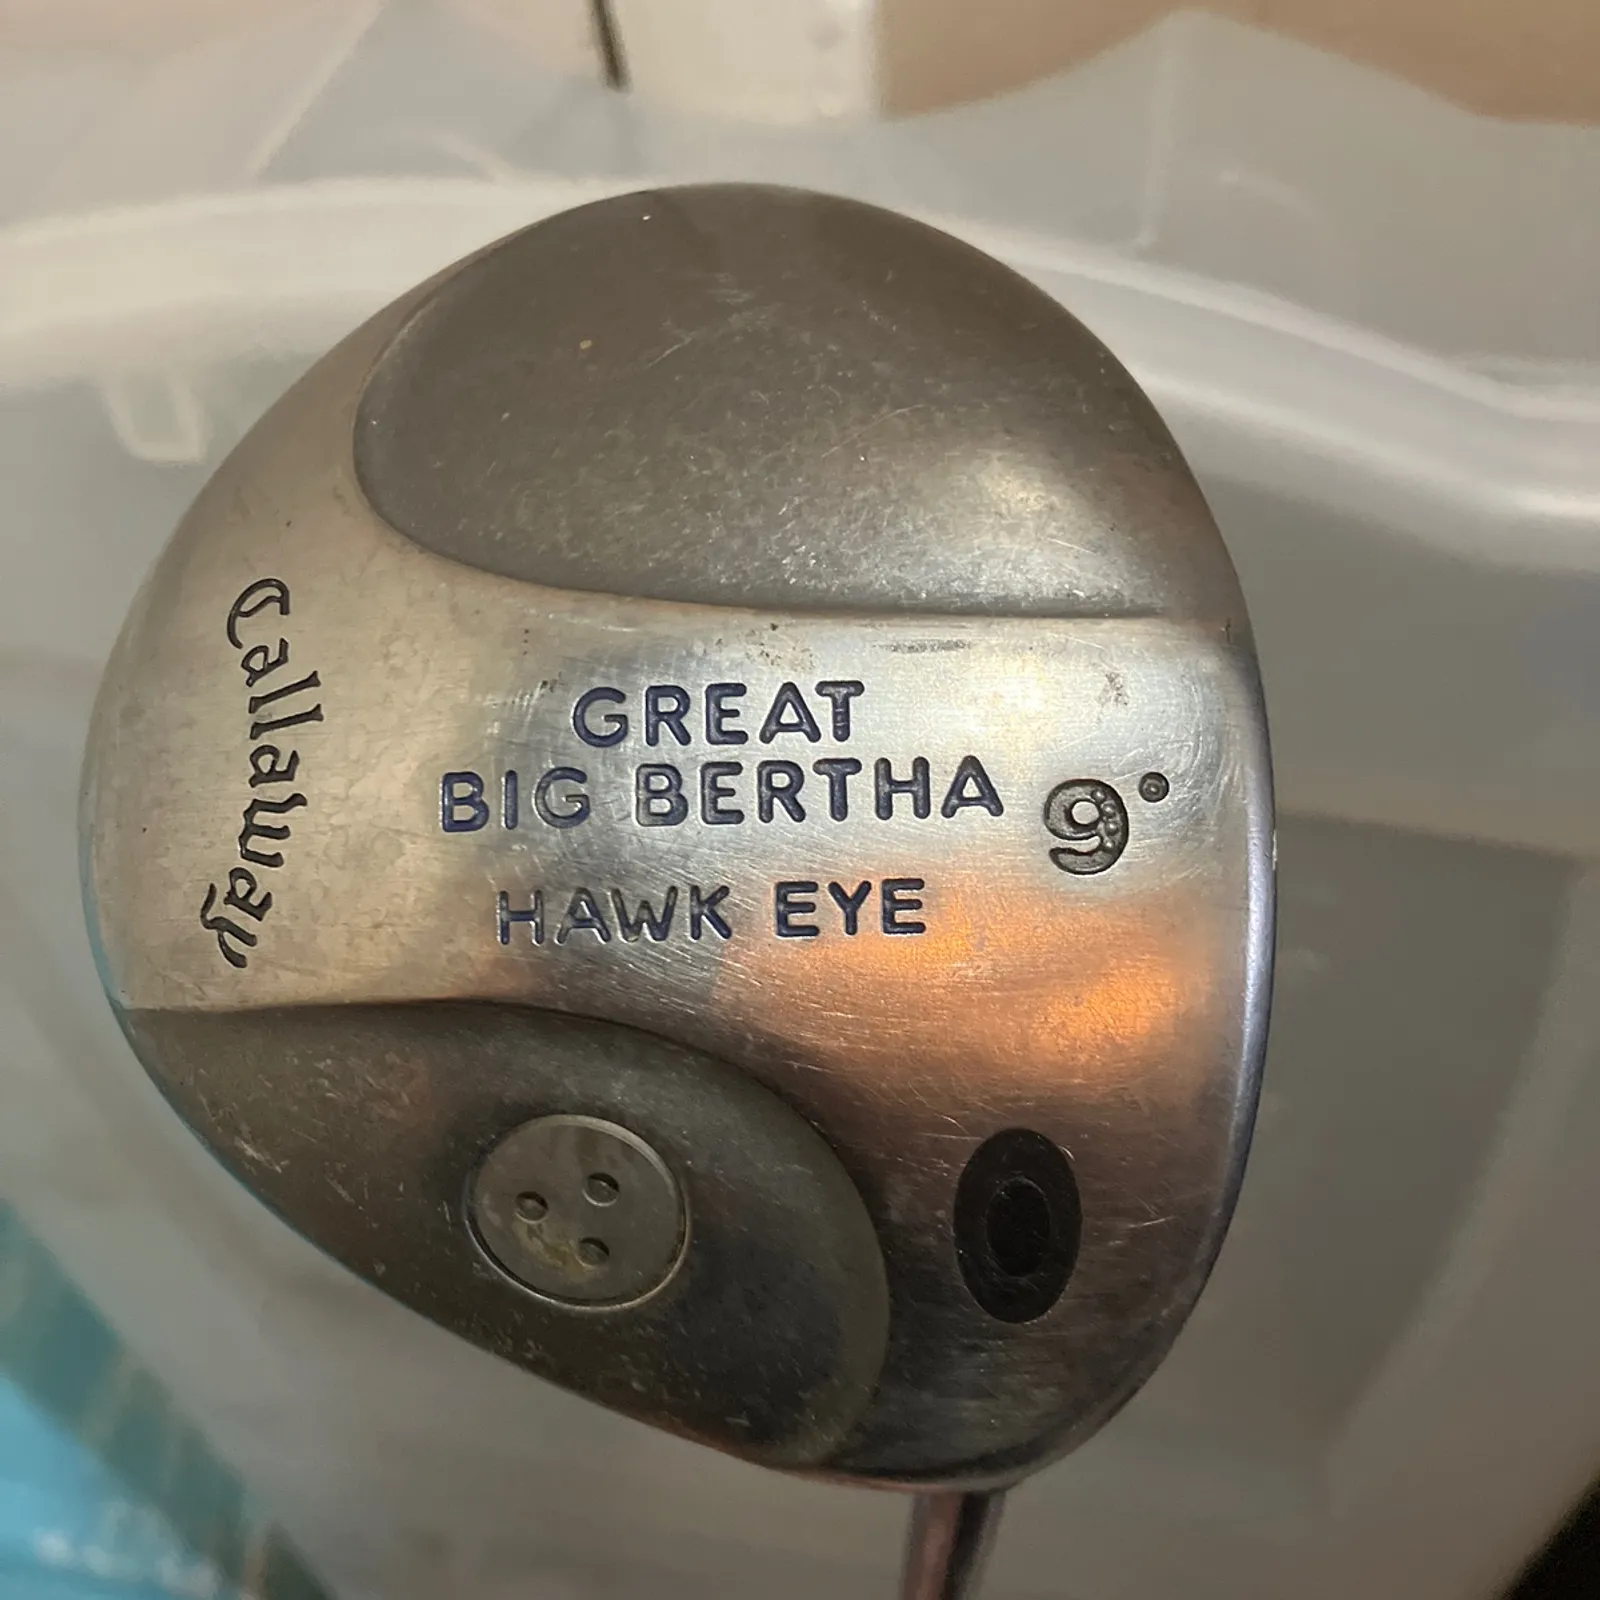 Callaway
GREAT
BIG BERTHA
9°
HAWK EYE